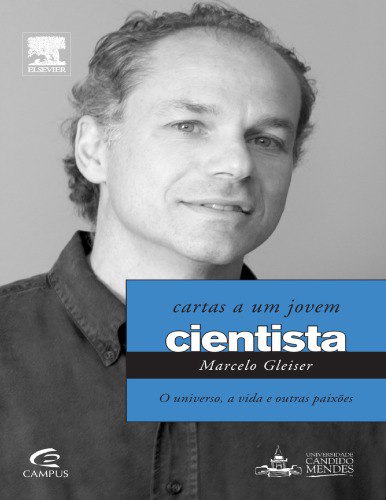 ELSEVIER
cartas a um jovem
cientista
Marcelo Gleiser
O universo, a vida e outras paixões
CAMPUS
UNIVERSIDADE
CANDIDO
MENDES